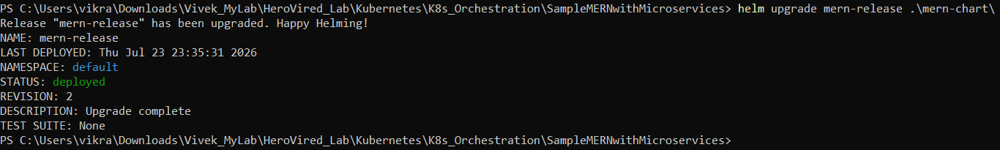 PS C:\Users\vikra\Downloads\Vivek_MyLab\HeroVired_Lab\Kubernetes\K8s_Orchestration\SampleMERNwithMicroservices> helm upgrade mern-release .\mern-chart\
Release "mern-release" has been upgraded. Happy Helming!
NAME: mern-release
LAST DEPLOYED: Thu Jul 23 23:35:31 2026
NAMESPACE: default
STATUS: deployed
REVISION: 2
DESCRIPTION: Upgrade complete
TEST SUITE: None
PS C:\Users\vikra\Downloads\Vivek_MyLab\HeroVired_Lab\Kubernetes\K8s_Orchestration\SampleMERNwithMicroservices>